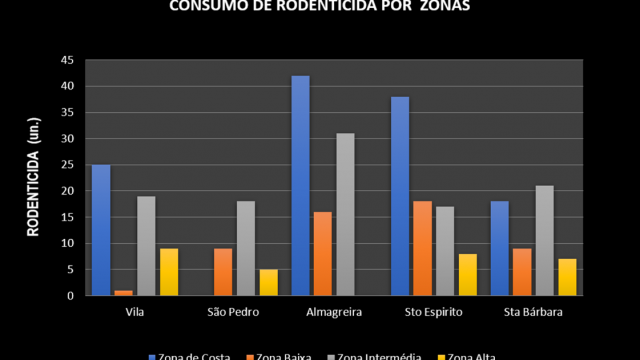 CONSUMO DE RODENTICIDA POR ZONAS
RODENTICIDA (un.)
45
40
35
30
25
20
15
10
5
0
Vila
São Pedro
Almagreira
Sto Espirito
Sta Bárbara
Zona de Costa
Zona Baixa
Zona Intermédia
Zona Alta